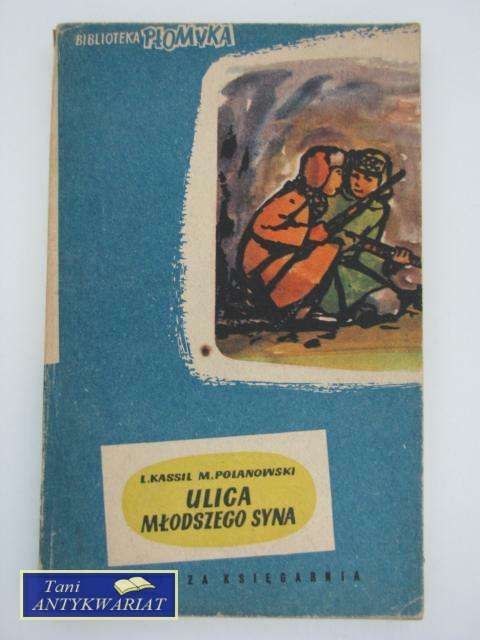 BIBLIOTEKA PŁOMYKA
L. KASSIL M. POLANOWSKI
ULICA
MŁODSZEGO SYNA
ZA KSIĘGARNIA
Tani
ANTYKWARIAT